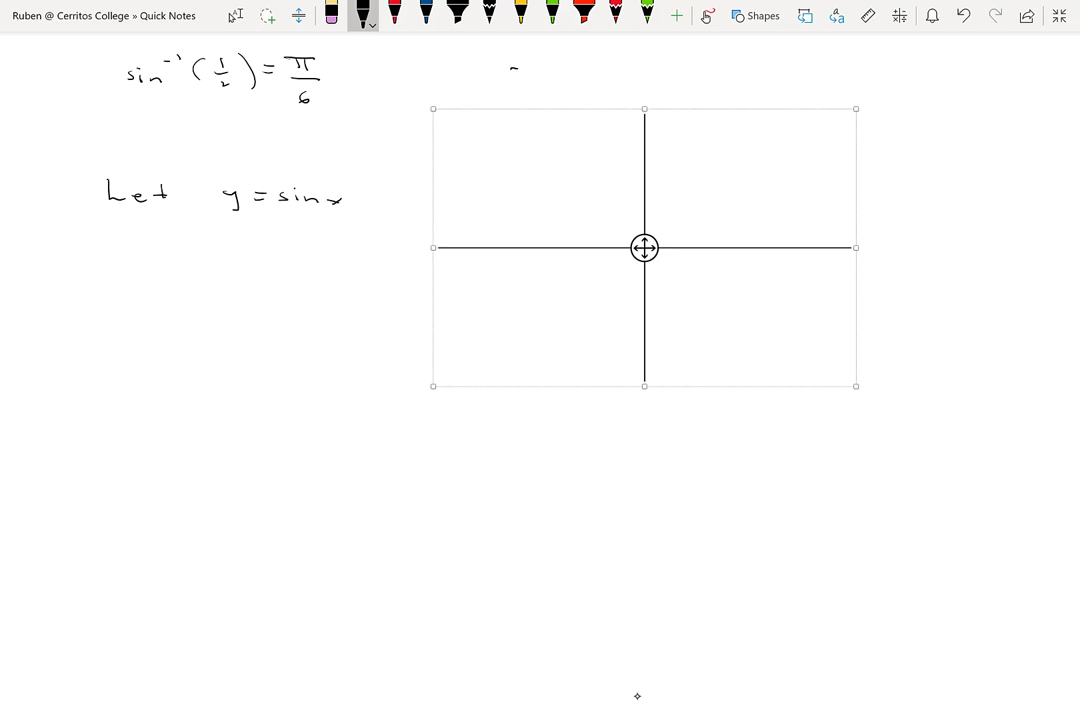 Ruben @ Cerritos College » Quick Notes
Shapes
sin⁻¹(1/2) = π/6
Let y = sin x